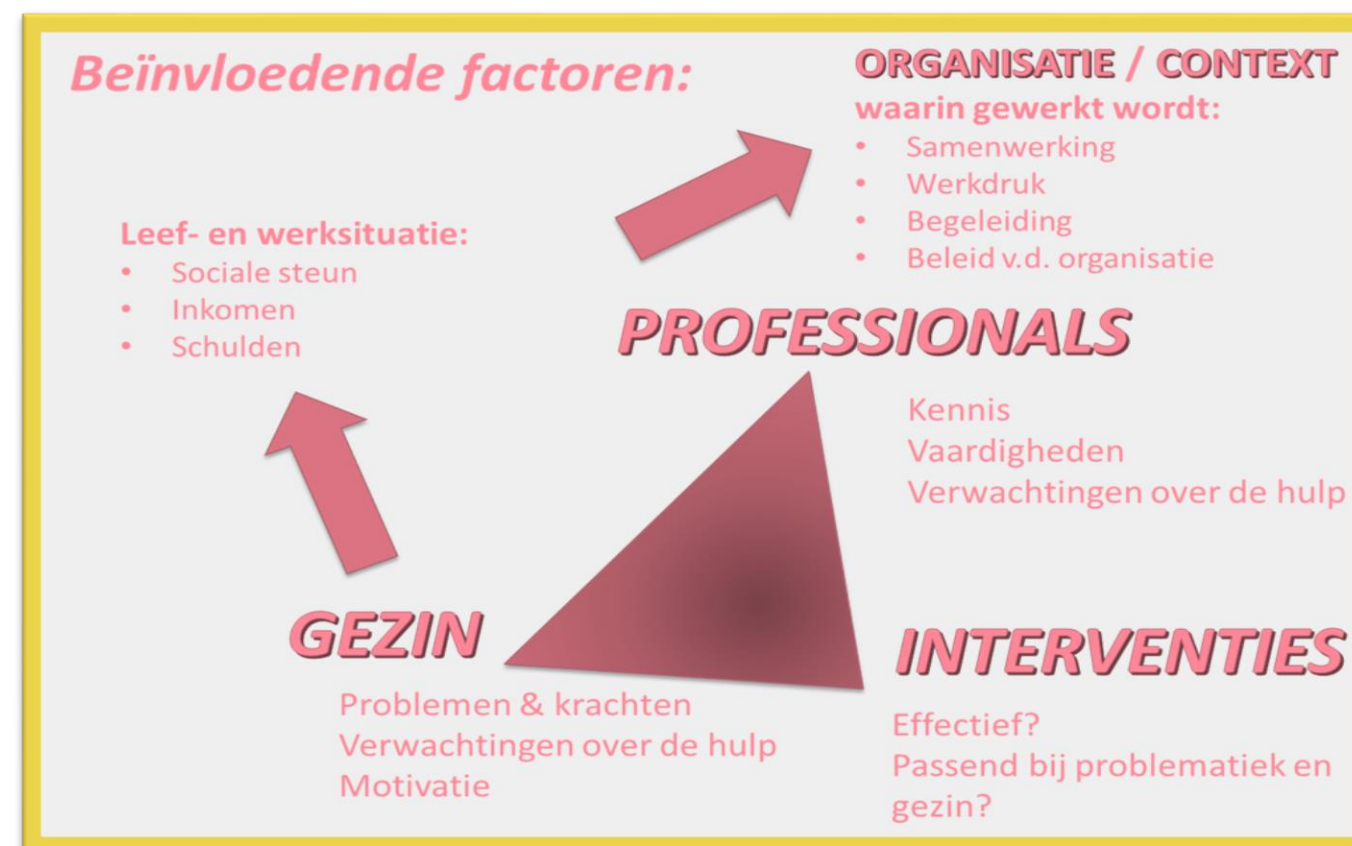 Beïnvloedende factoren:
ORGANISATIE / CONTEXT
waarin gewerkt wordt:
• Samenwerking
• Werkdruk
• Begeleiding
• Beleid v.d. organisatie
Leef- en werksituatie:
• Sociale steun
• Inkomen
• Schulden
PROFESSIONALS
Kennis
Vaardigheden
Verwachtingen over de hulp
GEZIN
Problemen & krachten
Verwachtingen over de hulp
Motivatie
INTERVENTIES
Effectief?
Passend bij problematiek en
gezin?